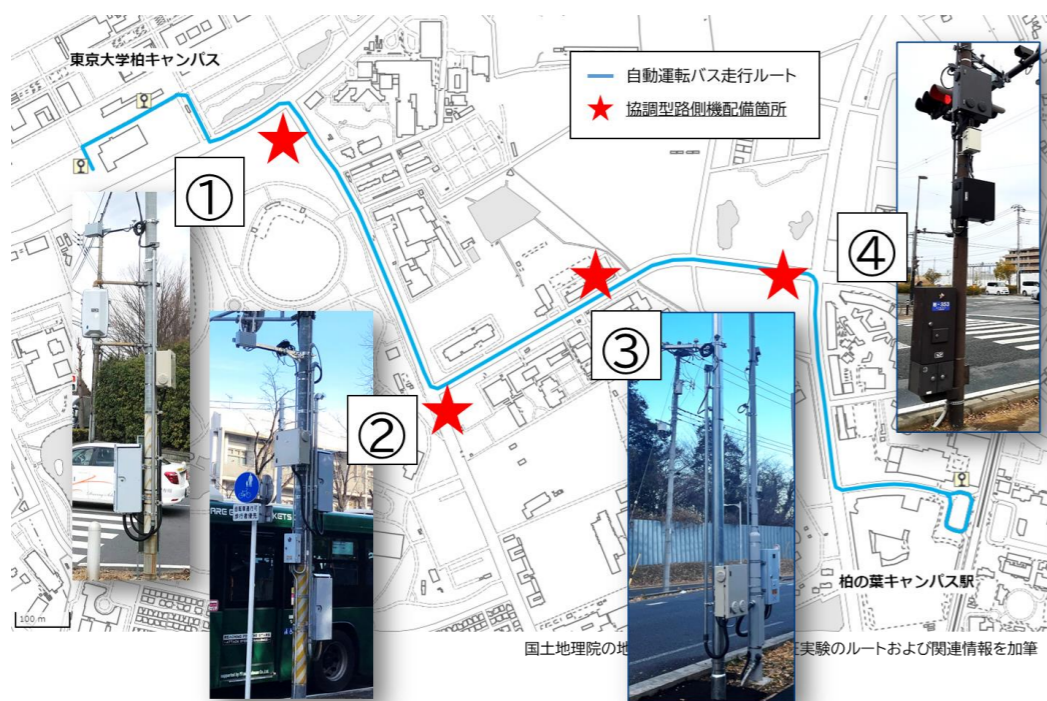 東京大学柏キャンパス
自動運転バス走行ルート
協調型路側機配備箇所
①
②
③
④
柏の葉キャンパス駅
100 m
国土地理院の地
実験のルートおよび関連情報を加筆